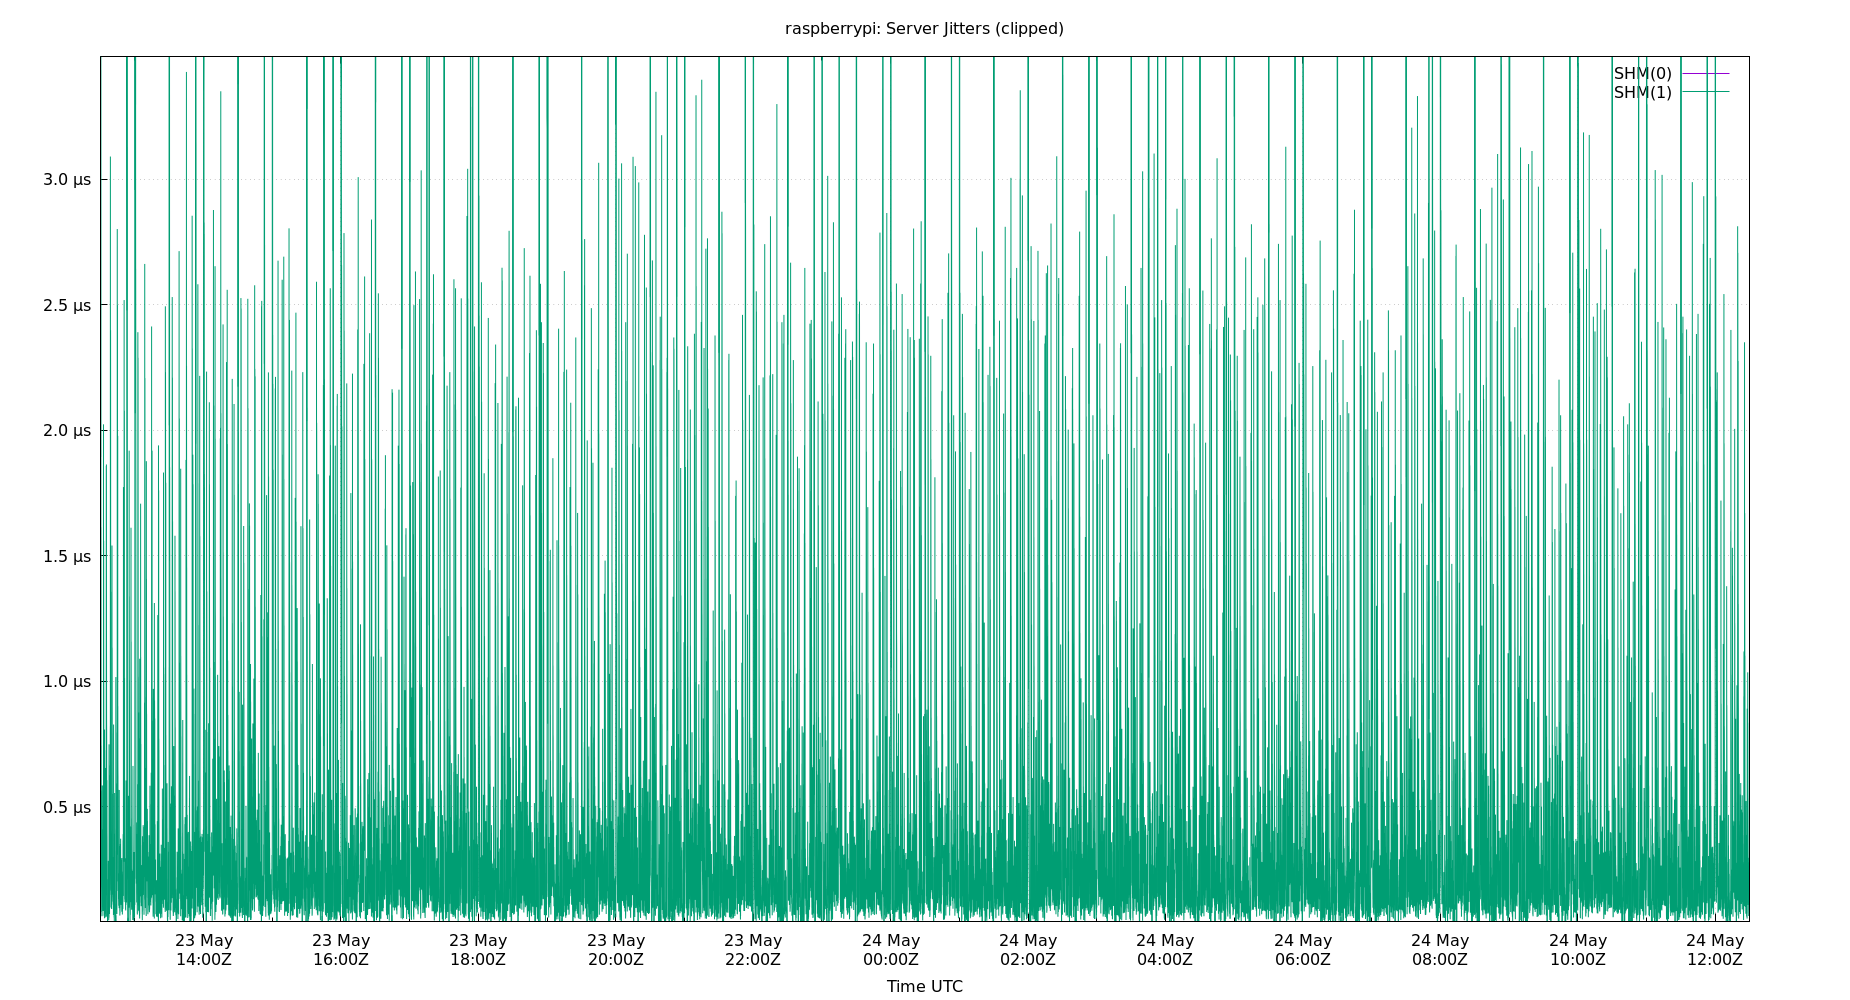 raspberrypi: Server Jitters (clipped)
SHM(0)
SHM(1)
3.0 µs
2.5 µs
2.0 µs
1.5 µs
1.0 µs
0.5 µs
23 May 23 May 23 May 23 May 23 May 24 May 24 May 24 May 24 May 24 May 24 May 24 May
14:00Z 16:00Z 18:00Z 20:00Z 22:00Z 00:00Z 02:00Z 04:00Z 06:00Z 08:00Z 10:00Z 12:00Z
Time UTC